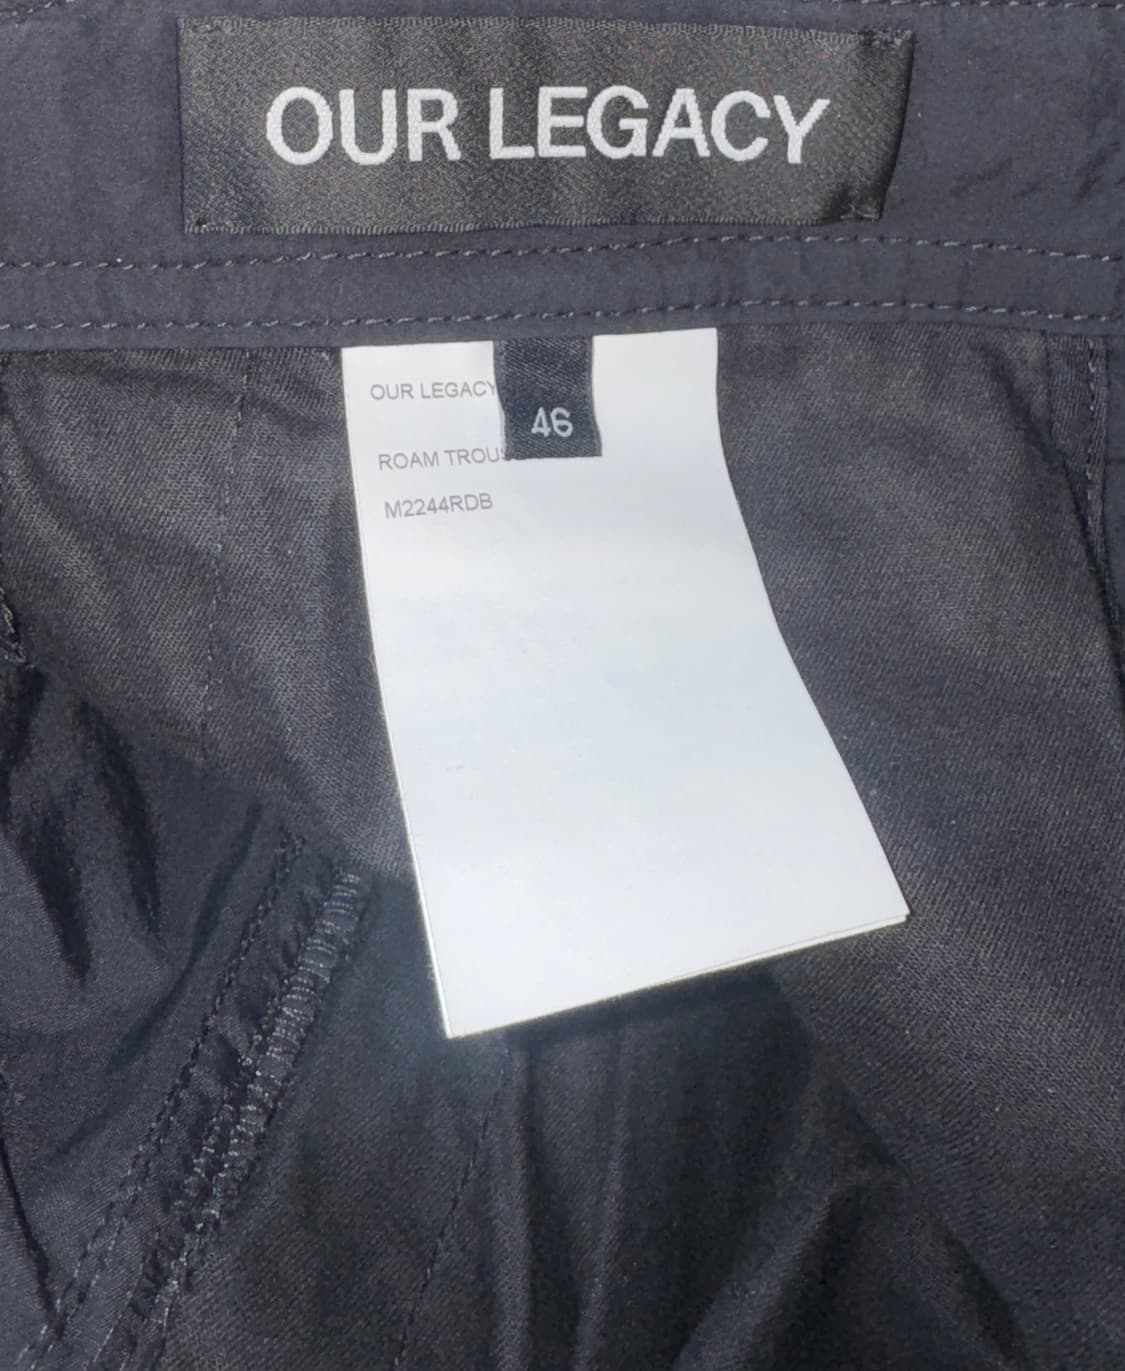 OUR LEGACY
OUR LEGACY
46
ROAM TROUS
M2244RDB